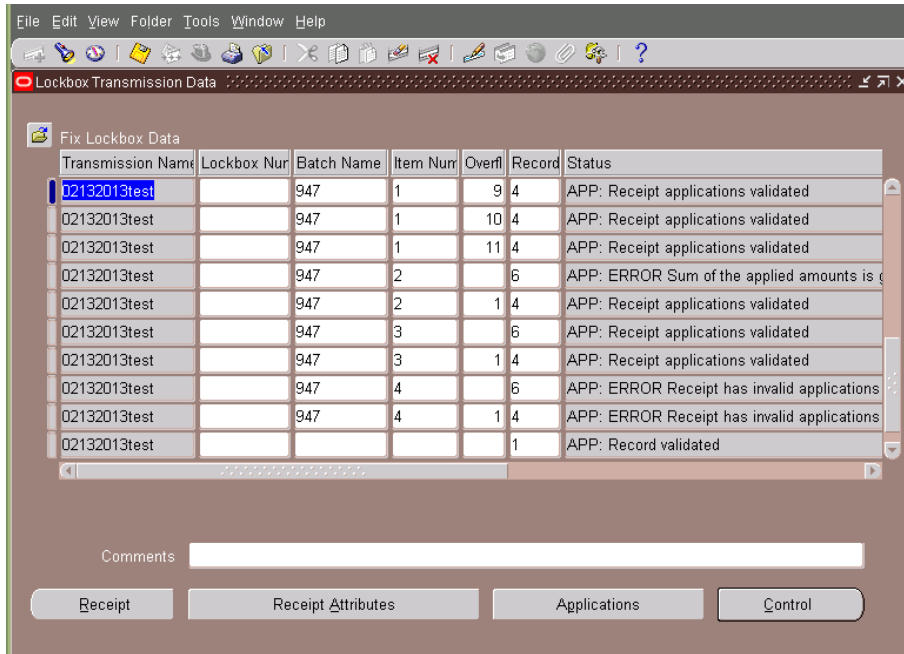 File Edit View Folder Tools Window Help
Lockbox Transmission Data
Fix Lockbox Data
Transmission Name Lockbox Nur Batch Name Item Num Overfl Record Status
02132013test 947 1 9 4 APP: Receipt applications validated
02132013test 947 1 10 4 APP: Receipt applications validated
02132013test 947 1 11 4 APP: Receipt applications validated
02132013test 947 2 6 APP: ERROR Sum of the applied amounts is g
02132013test 947 2 1 4 APP: Receipt applications validated
02132013test 947 3 6 APP: Receipt applications validated
02132013test 947 3 1 4 APP: Receipt applications validated
02132013test 947 4 6 APP: ERROR Receipt has invalid applications
02132013test 947 4 1 4 APP: ERROR Receipt has invalid applications
02132013test 1 APP: Record validated
Comments
Receipt Receipt Attributes Applications Control